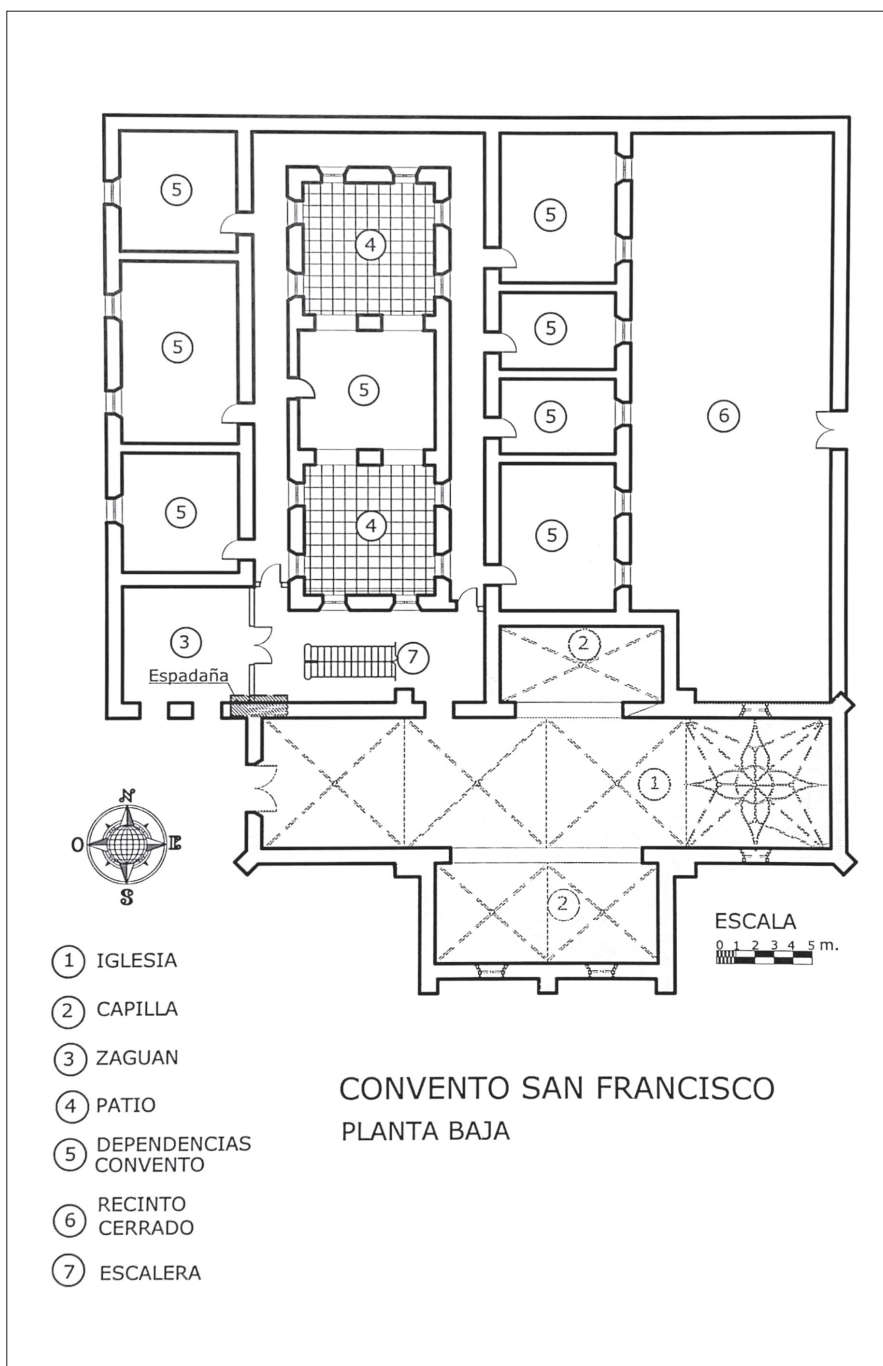 5
5
4
5
5
5
5
6
5
4
5
5
3
Espadaña
7
2
1
N
O
E
S
2
ESCALA
0 1 2 3 4 5 m.
1 IGLESIA
2 CAPILLA
3 ZAGUAN
4 PATIO
5 DEPENDENCIAS
CONVENTO
6 RECINTO
CERRADO
7 ESCALERA
CONVENTO SAN FRANCISCO
PLANTA BAJA